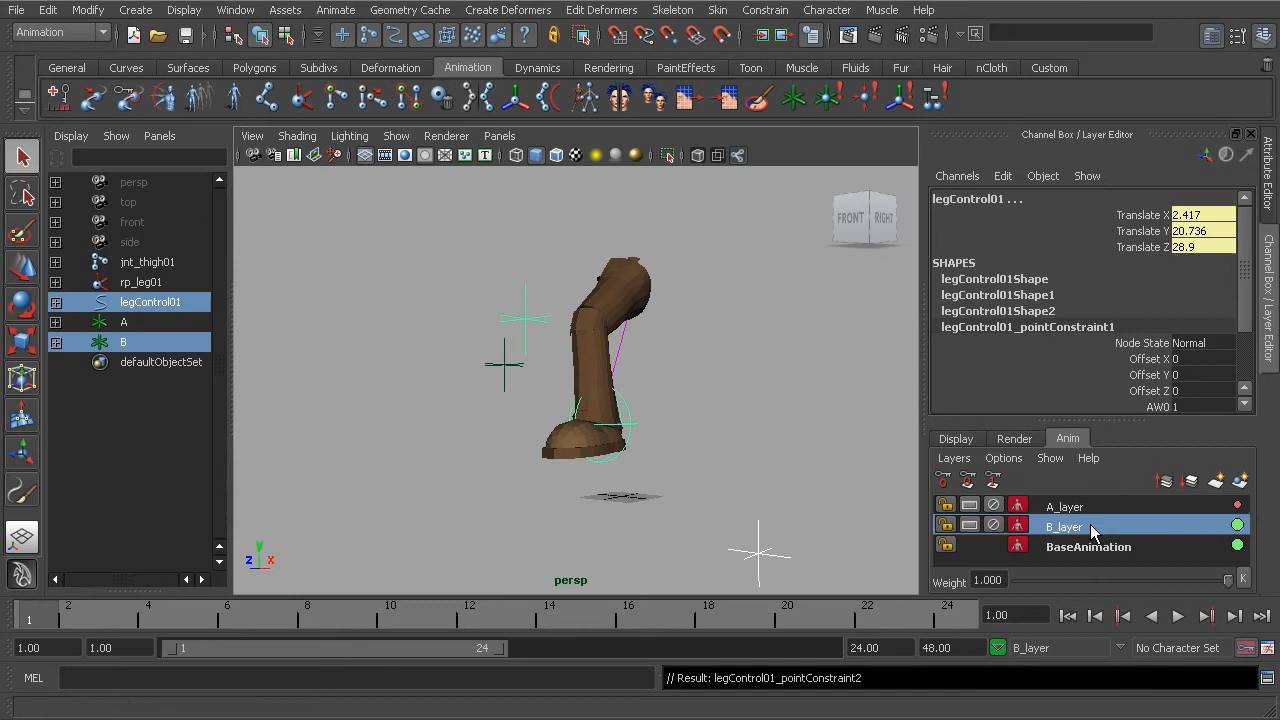 File Edit Modify Create Display Window Assets Animate Geometry Cache Create Deformers Edit Deformers Skeleton Skin Constrain Character Muscle Help
Animation
General Curves Surfaces Polygons Subdivs Deformation Animation Dynamics Rendering PaintEffects Toon Muscle Fluids Fur Hair nCloth Custom
Display Show Panels
View Shading Lighting Show Renderer Panels
Channel Box / Layer Editor
Channels Edit Object Show
persp
top
front
side
jnt_thigh01
rp_leg01
legControl01
A
B
defaultObjectSet
FRONT RIGHT
y
z x
persp
legControl01 ...
Translate X 2.417
Translate Y 20.736
Translate Z 28.9
SHAPES
legControl01Shape
legControl01Shape1
legControl01Shape2
legControl01_pointConstraint1
Node State Normal
Offset X 0
Offset Y 0
Offset Z 0
AW0 1
Display Render Anim
Layers Options Show Help
A_layer
B_layer
BaseAnimation
Weight 1.000 K
Attribute Editor
Channel Box / Layer Editor
1 2 4 6 8 10 12 14 16 18 20 22 24 1.00
1.00 1.00 1 24 24.00 48.00 B_layer No Character Set
MEL // Result: legControl01_pointConstraint2